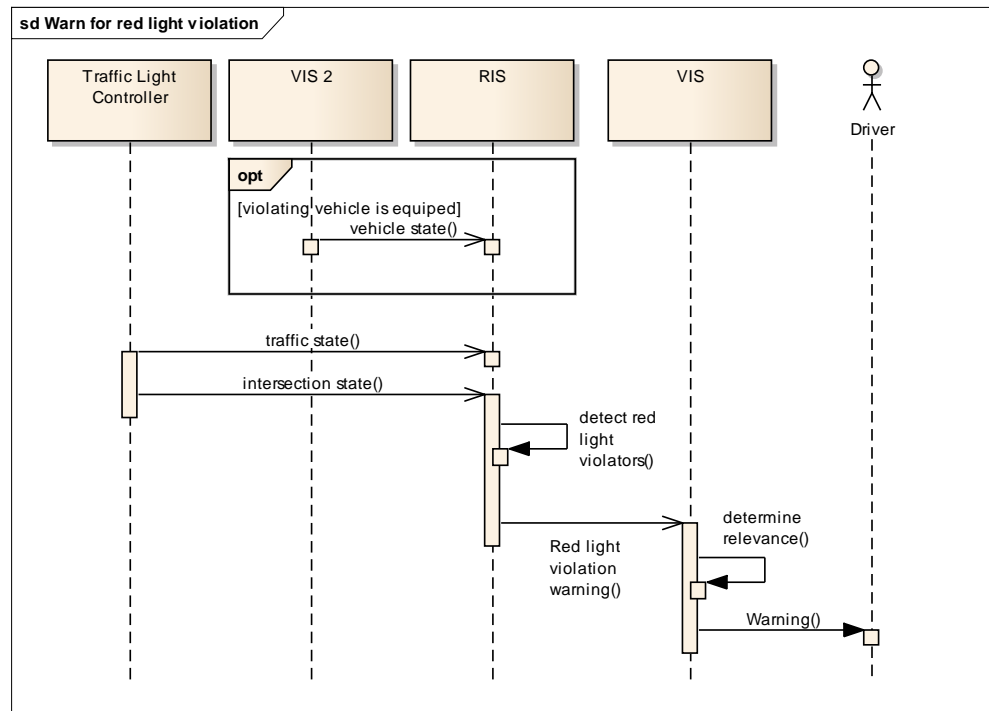 sd Warn for red light violation
Traffic Light
Controller
VIS 2
RIS
VIS
Driver
opt
[violating vehicle is equiped]
vehicle state()
traffic state()
intersection state()
detect red
light
violators()
Red light
violation
warning()
determine
relevance()
Warning()